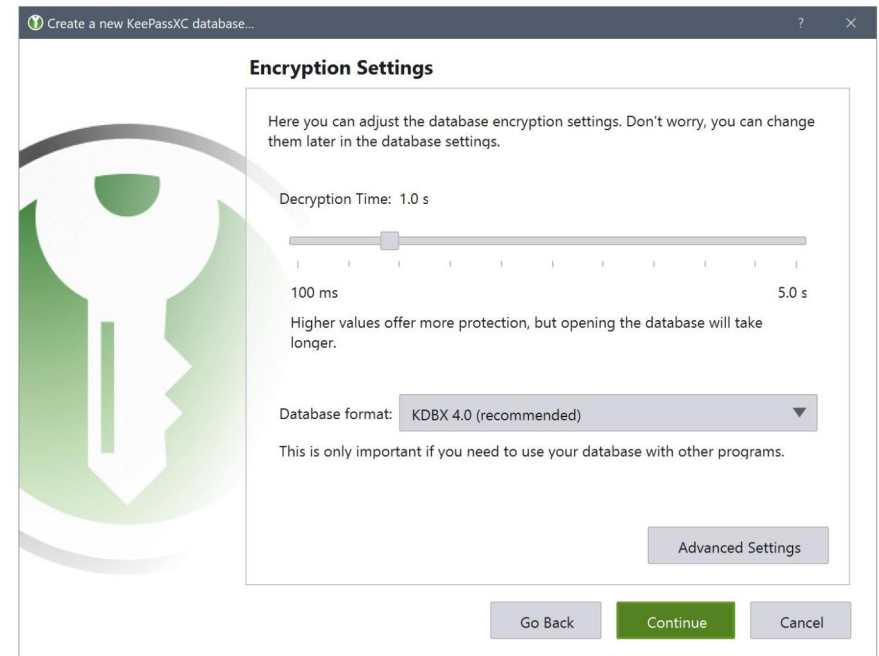 Create a new KeePassXC database...
?
Encryption Settings
Here you can adjust the database encryption settings. Don't worry, you can change
them later in the database settings.
Decryption Time: 1.0 s
100 ms
5.0 s
Higher values offer more protection, but opening the database will take
longer.
Database format:
KDBX 4.0 (recommended)
This is only important if you need to use your database with other programs.
Advanced Settings
Go Back
Continue
Cancel